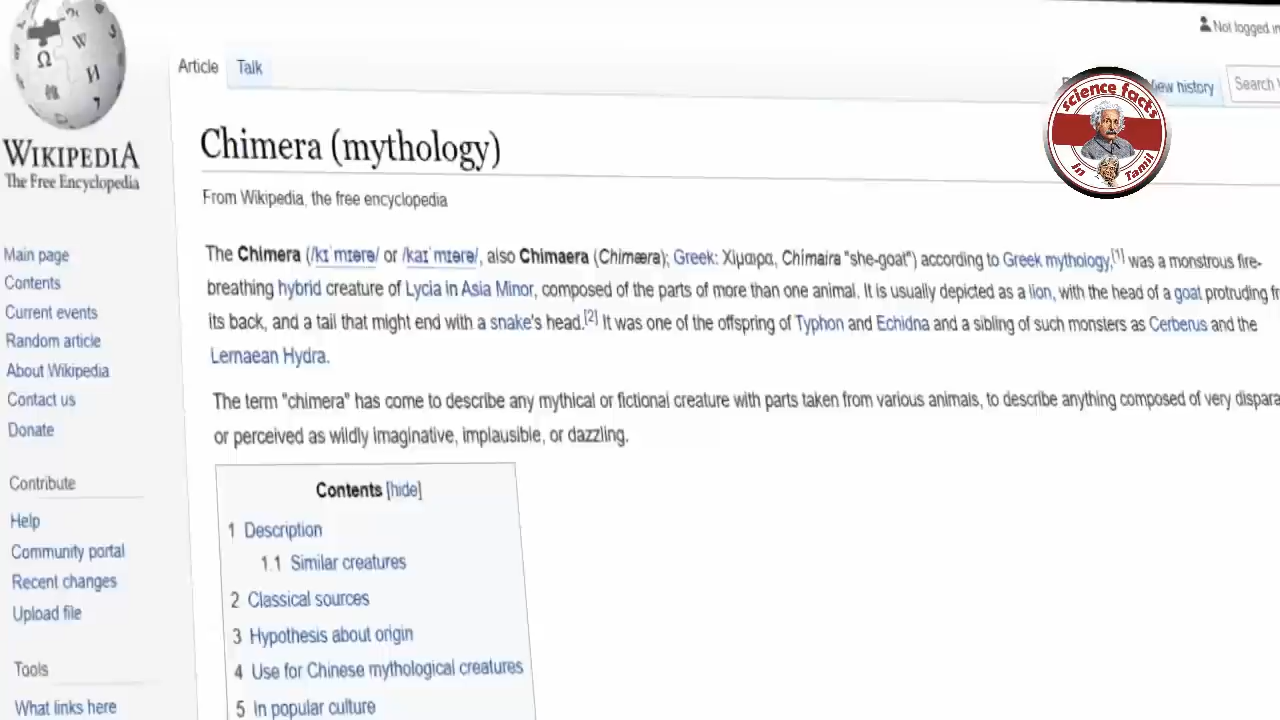 Not logged in
Article Talk
View history
Search
science facts
in Tamil
WIKIPEDIA
The Free Encyclopedia
Main page
Contents
Current events
Random article
About Wikipedia
Contact us
Donate
Contribute
Help
Community portal
Recent changes
Upload file
Tools
What links here
Chimera (mythology)
From Wikipedia, the free encyclopedia
The Chimera (/kɪˈmɪərə/ or /kaɪˈmɪərə/, also Chimaera (Chimæra); Greek: Χίμαιρα, Chímaira "she-goat") according to Greek mythology,[1] was a monstrous fire-
breathing hybrid creature of Lycia in Asia Minor, composed of the parts of more than one animal. It is usually depicted as a lion, with the head of a goat protruding fr
its back, and a tail that might end with a snake's head.[2] It was one of the offspring of Typhon and Echidna and a sibling of such monsters as Cerberus and the
Lernaean Hydra.
The term "chimera" has come to describe any mythical or fictional creature with parts taken from various animals, to describe anything composed of very dispara
or perceived as wildly imaginative, implausible, or dazzling.
Contents [hide]
1 Description
1.1 Similar creatures
2 Classical sources
3 Hypothesis about origin
4 Use for Chinese mythological creatures
5 In popular culture